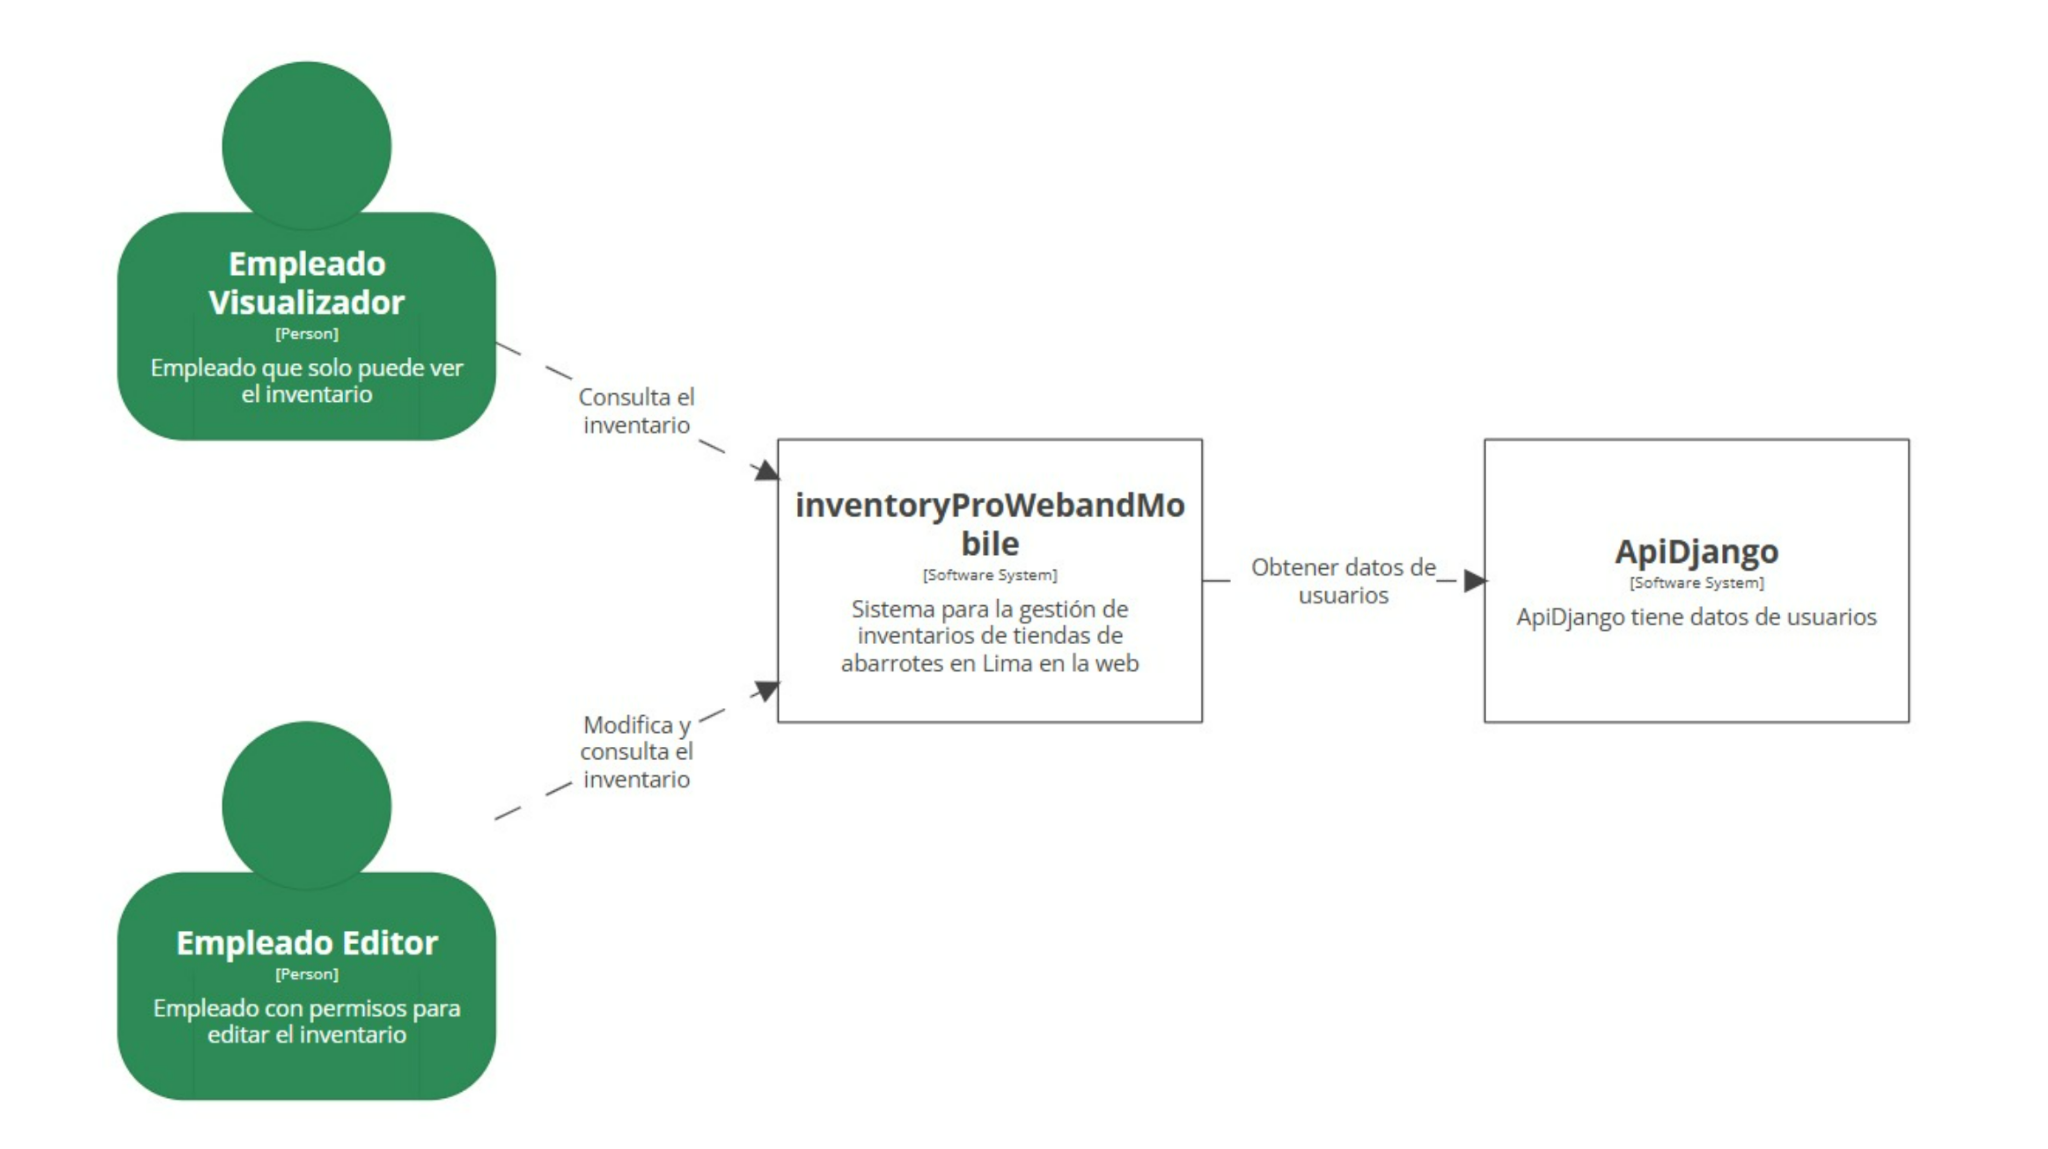 Empleado
Visualizador
[Person]
Empleado que solo puede ver
el inventario
Consulta el
inventario
inventoryProWebandMo
bile
[Software System]
Sistema para la gestión de
inventarios de tiendas de
abarrotes en Lima en la web
Obtener datos de
usuarios
ApiDjango
[Software System]
ApiDjango tiene datos de usuarios
Modifica y
consulta el
inventario
Empleado Editor
[Person]
Empleado con permisos para
editar el inventario